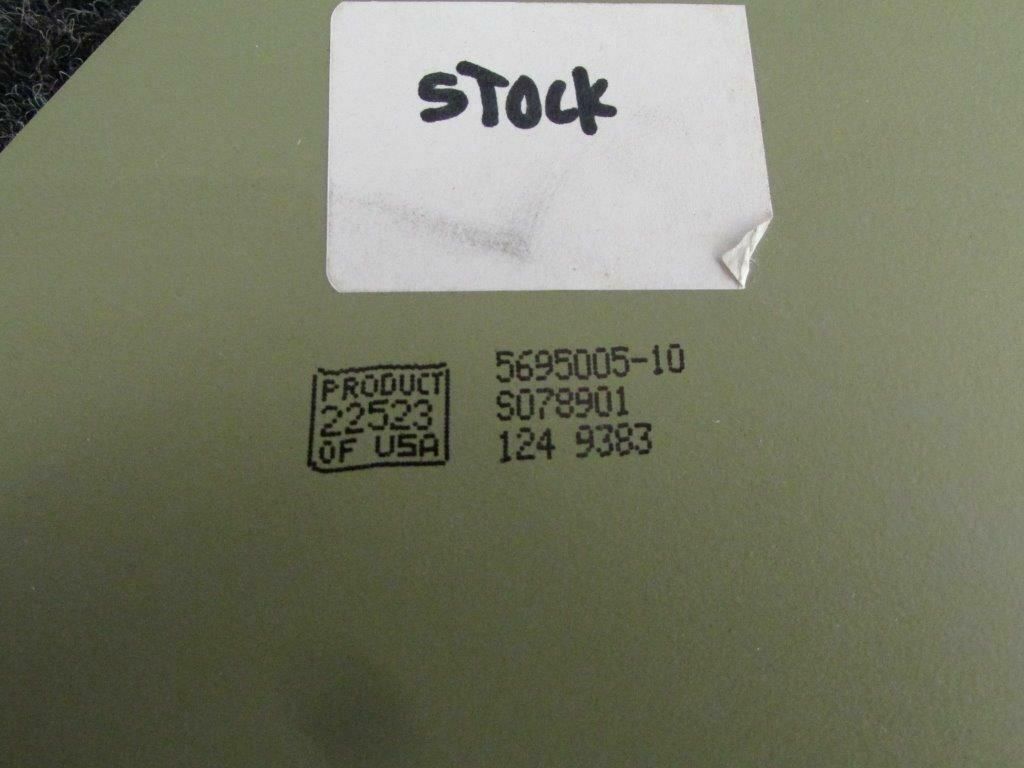 STOCK
PRODUCT
22523
OF USA
5695005-10
S078901
124 9383